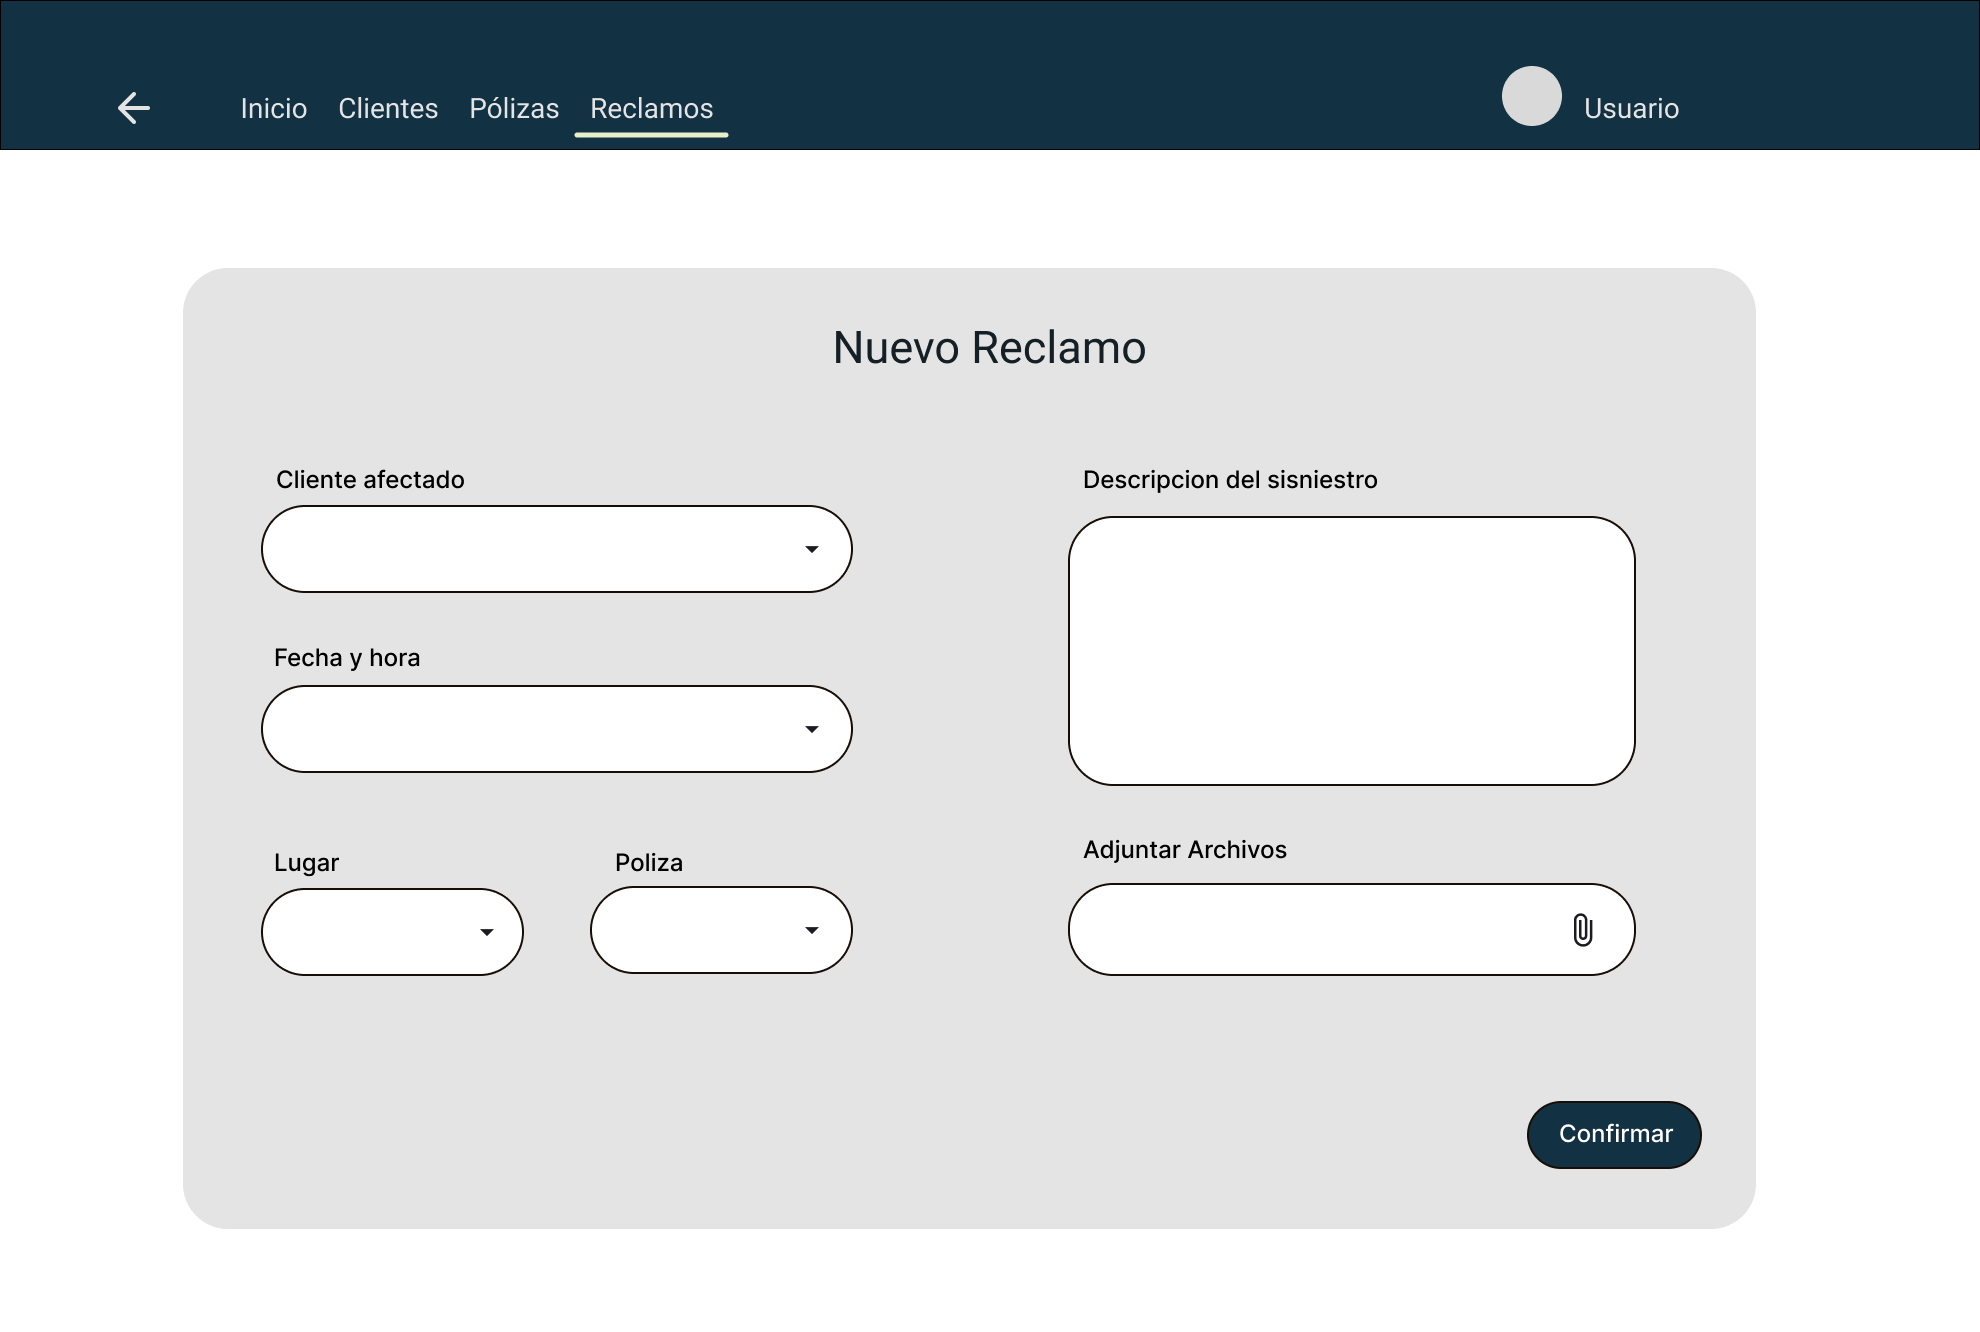 Inicio Clientes Pólizas Reclamos Usuario
Nuevo Reclamo
Cliente afectado
Fecha y hora
Lugar Poliza
Descripcion del sisniestro
Adjuntar Archivos
Confirmar